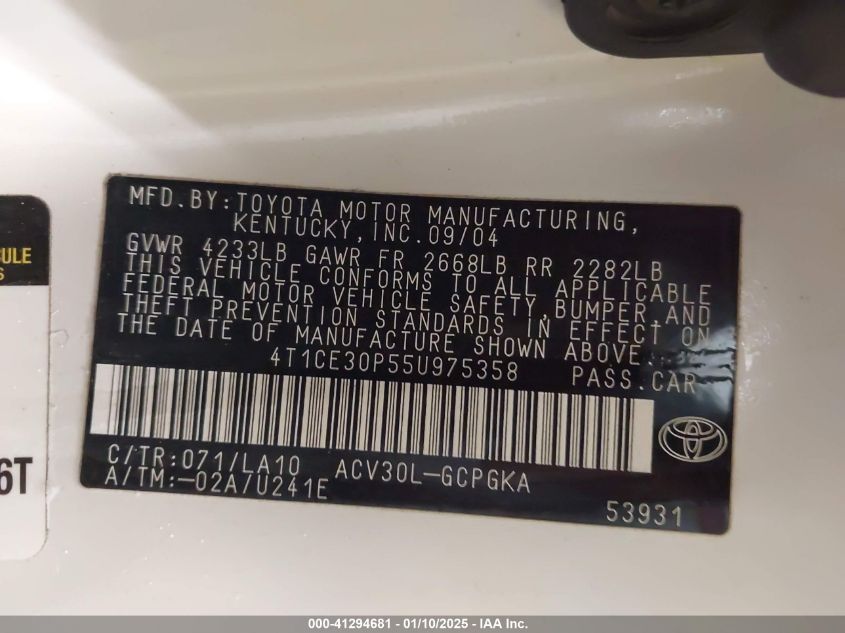 MFD.BY:TOYOTA MOTOR MANUFACTURING,
KENTUCKY,INC.09/04
GVWR 4233LB GAWR FR 2668LB RR 2282LB
THIS VEHICLE CONFORMS TO ALL APPLICABLE
FEDERAL MOTOR VEHICLE SAFETY,BUMPER AND
THEFT PREVENTION STANDARDS IN EFFECT ON
THE DATE OF MANUFACTURE SHOWN ABOVE.
4T1CE30P55U975358 PASS.CAR
C/TR:071/LA10 ACV30L-GCPGKA
A/TM:-02A/U241E
53931
ULE
S
6T
000-41294681 - 01/10/2025 - IAA Inc.